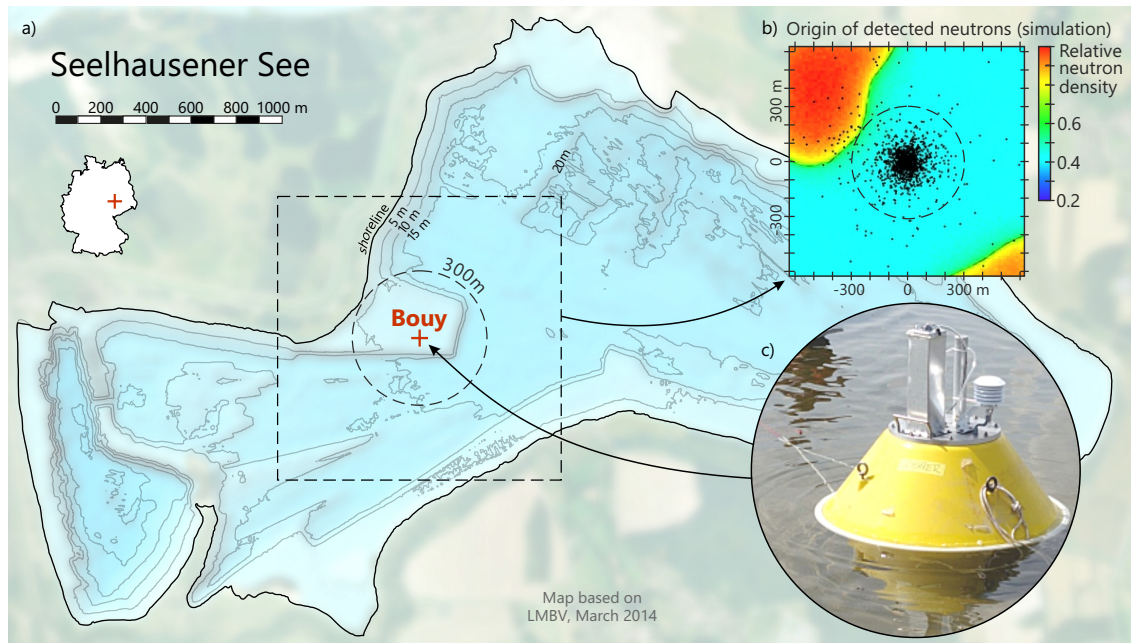 a)
Seelhausener See
0 200 400 600 800 1000 m
shoreline
5 m
10 m
15 m
20m
300m
Bouy
Map based on
LMBV, March 2014
b) Origin of detected neutrons (simulation)
Relative
neutron
density
0.6
0.4
0.2
300 m
0
-300
-300 0 300 m
c)